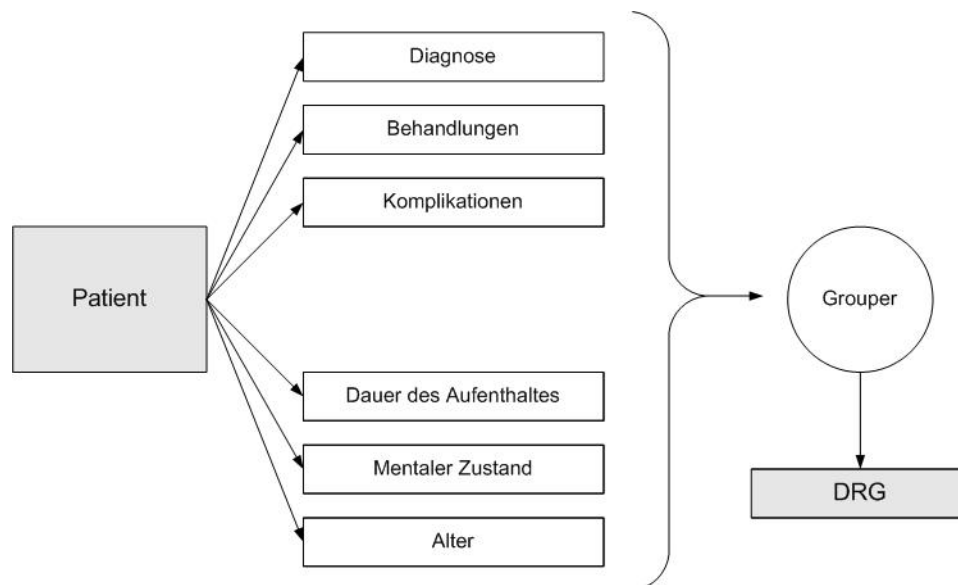 Diagnose
Behandlungen
Komplikationen
Patient
Grouper
Dauer des Aufenthaltes
Mentaler Zustand
DRG
Alter